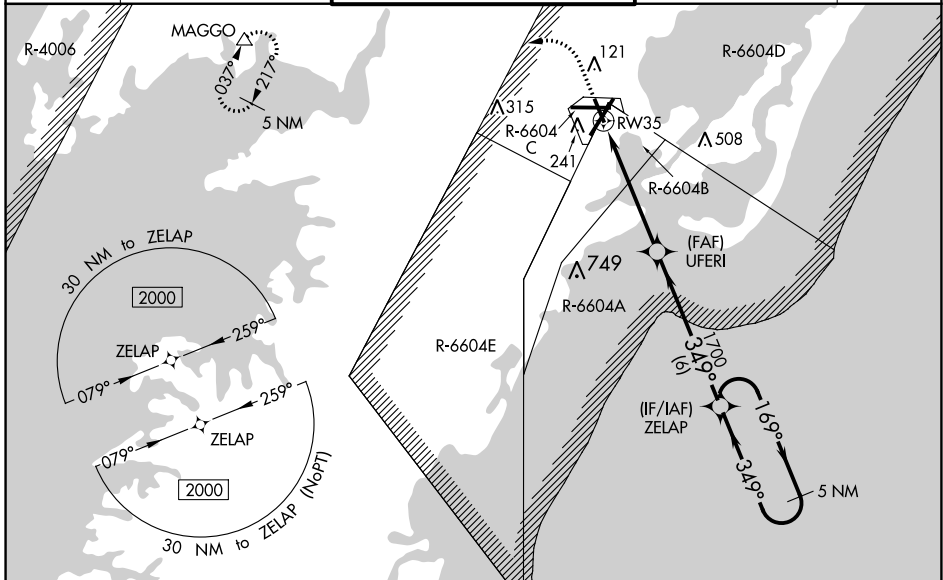 R-4006
MAGGO
037°
217°
5 NM
121
R-6604D
315
R-6604
C
RW35
241
508
R-6604B
(FAF)
UFERI
749
R-6604A
30 NM to ZELAP
2000
259°
ZELAP
079°
R-6604E
1700
349°
(6)
259°
ZELAP
079°
2000
30 NM to ZELAP (NoPT)
(IF/IAF)
ZELAP
169°
349°
5 NM